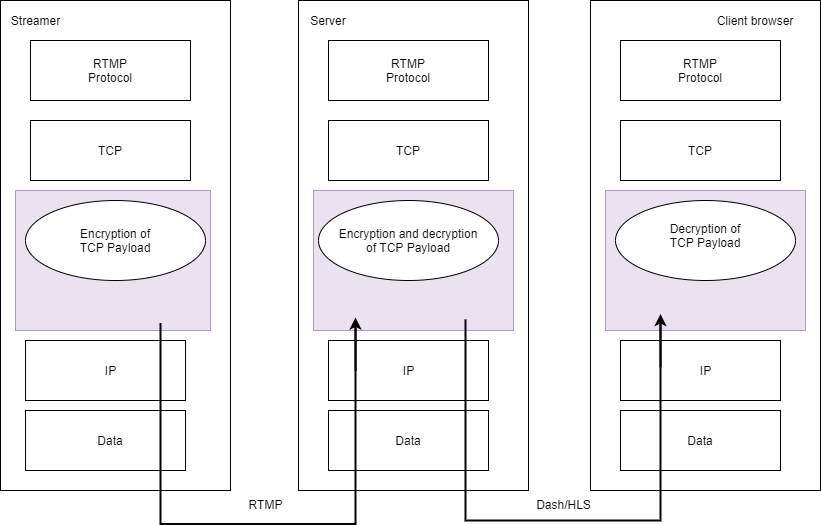 Streamer
RTMP
Protocol
TCP
Encryption of
TCP Payload
IP
Data
Server
RTMP
Protocol
TCP
Encryption and decryption
of TCP Payload
IP
Data
Client browser
RTMP
Protocol
TCP
Decryption of
TCP Payload
IP
Data
RTMP
Dash/HLS